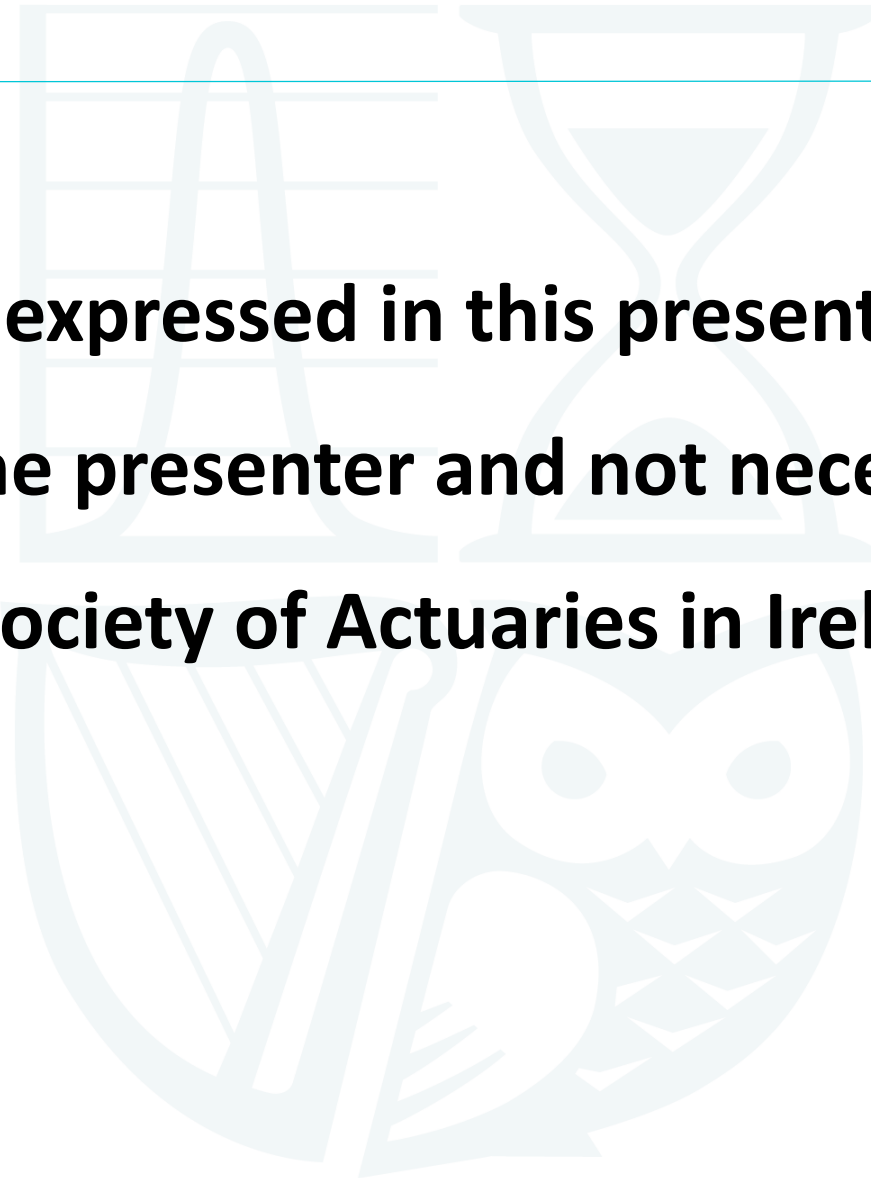 expressed in this present
he presenter and not nece
ociety of Actuaries in Irel